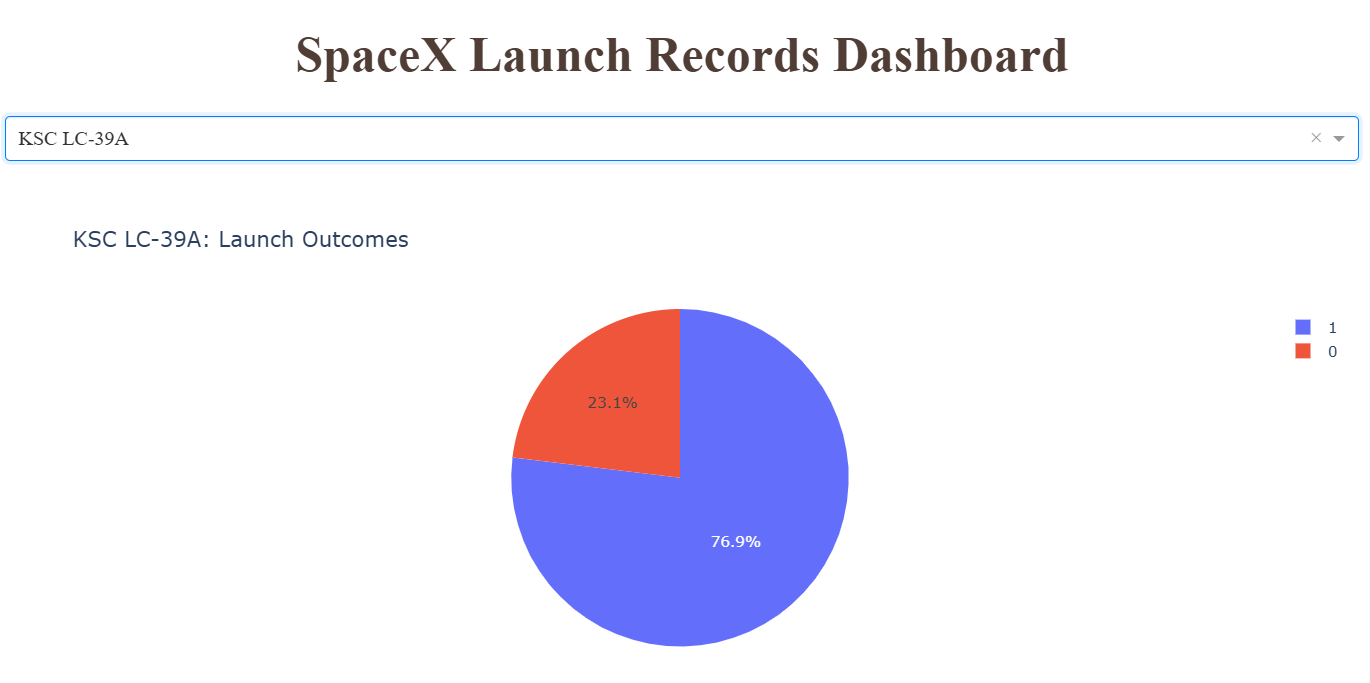 SpaceX Launch Records Dashboard
KSC LC-39A
KSC LC-39A: Launch Outcomes
1
0
23.1%
76.9%